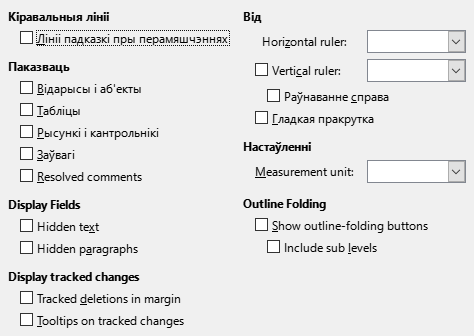 Кіравальныя лініі
Лініі падказкі пры перамяшчэннях
Паказваць
Відарысы і аб'екты
Табліцы
Рысункі і кантрольнікі
Заўвагі
Resolved comments
Display Fields
Hidden text
Hidden paragraphs
Display tracked changes
Tracked deletions in margin
Tooltips on tracked changes
Від
Horizontal ruler:
Vertical ruler:
Раўнаванне справа
Гладкая пракрутка
Настаўленні
Measurement unit:
Outline Folding
Show outline-folding buttons
Include sub levels